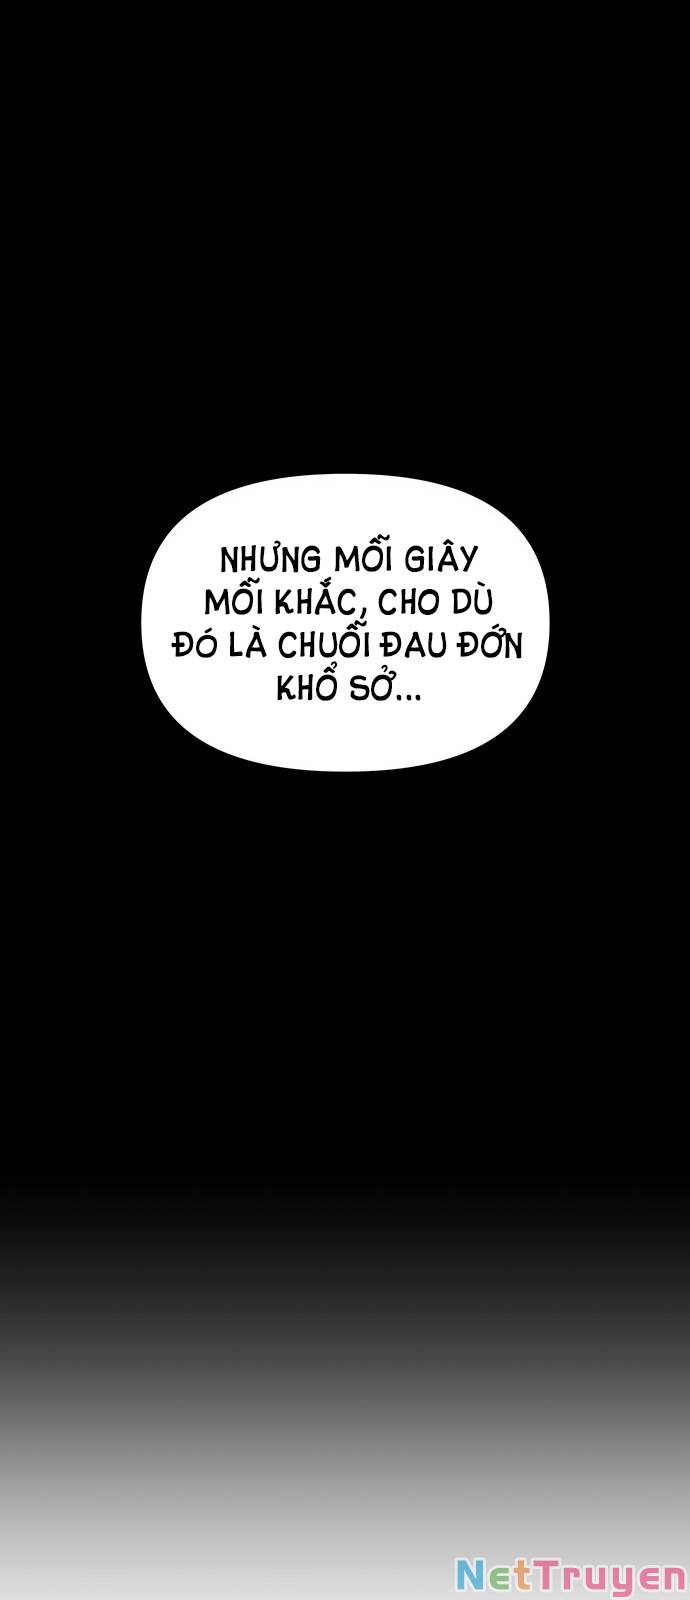 NHƯNG MỖI GIÂY
MỖI KHẮC, CHO DÙ
ĐÓ LÀ CHUỖI ĐAU ĐỚN
KHỔ SỞ...
NetTruyen